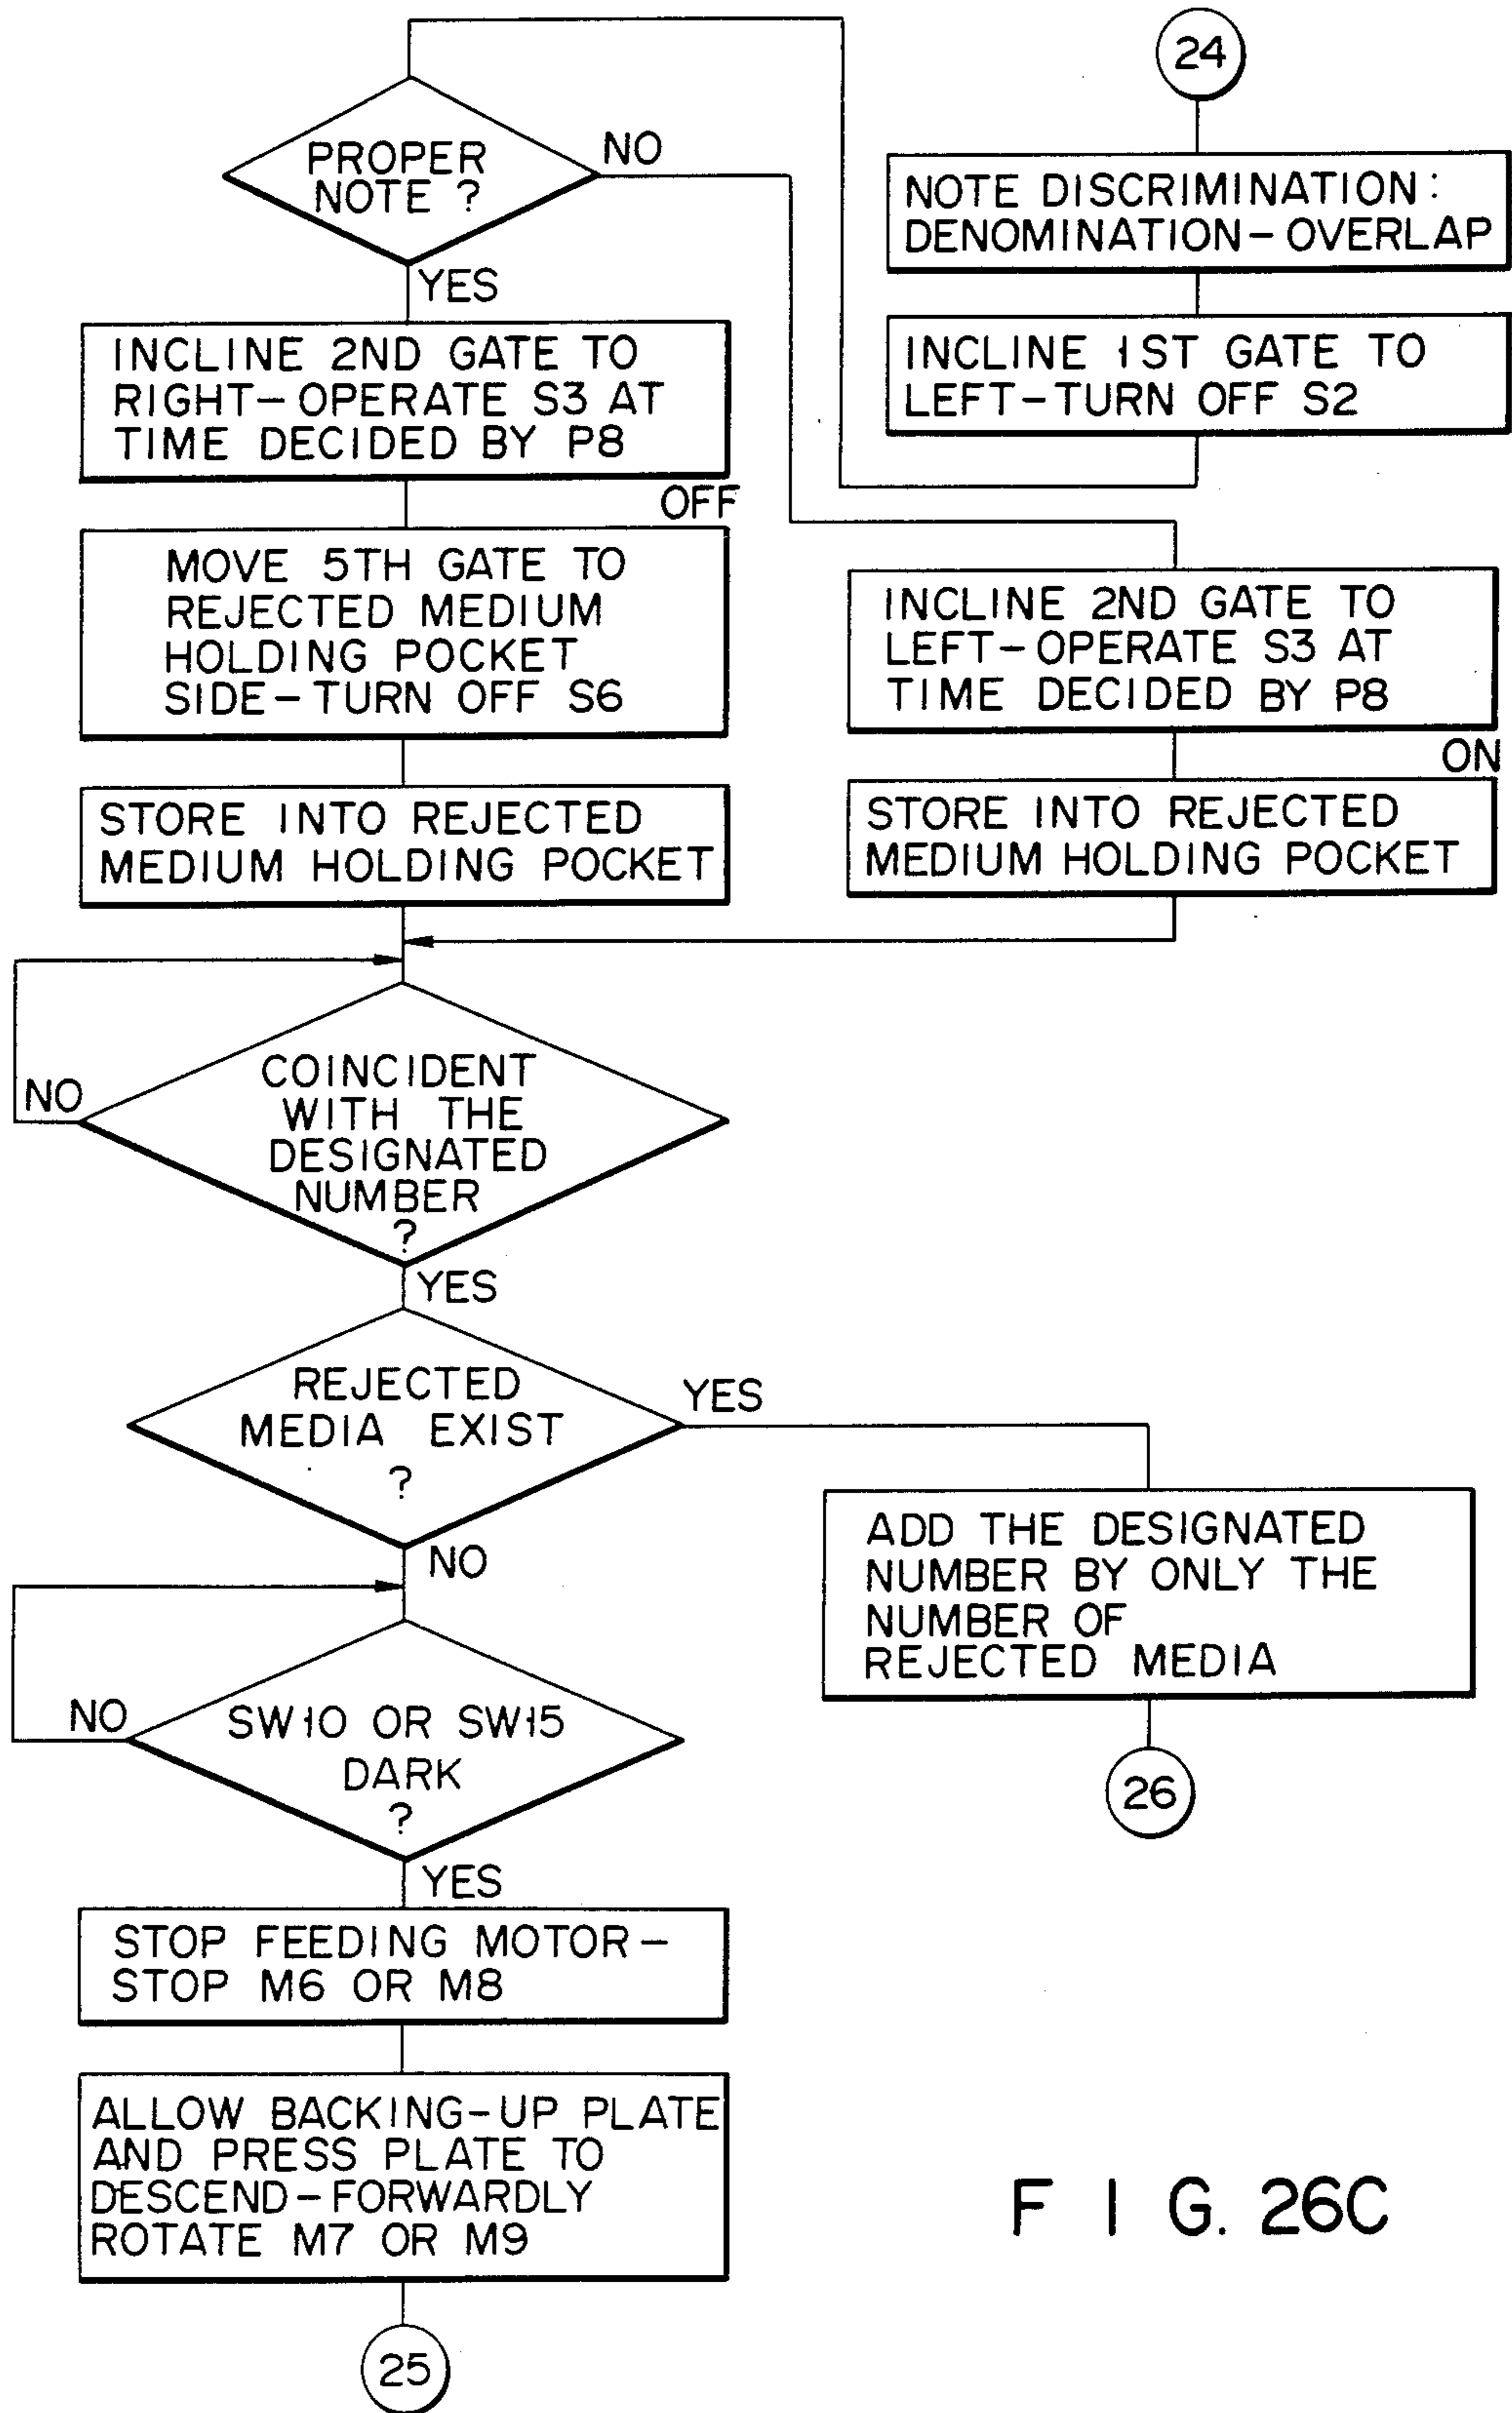 24
NOTE DISCRIMINATION:
DENOMINATION-OVERLAP
INCLINE 1ST GATE TO
LEFT-TURN OFF S2
PROPER
NOTE ?
NO
YES
INCLINE 2ND GATE TO
RIGHT-OPERATE S3 AT
TIME DECIDED BY P8
OFF
MOVE 5TH GATE TO
REJECTED MEDIUM
HOLDING POCKET
SIDE-TURN OFF S6
STORE INTO REJECTED
MEDIUM HOLDING POCKET
INCLINE 2ND GATE TO
LEFT-OPERATE S3 AT
TIME DECIDED BY P8
ON
STORE INTO REJECTED
MEDIUM HOLDING POCKET
COINCIDENT
WITH THE
DESIGNATED
NUMBER
?
NO
YES
REJECTED
MEDIA EXIST
?
YES
NO
ADD THE DESIGNATED
NUMBER BY ONLY THE
NUMBER OF
REJECTED MEDIA
26
SW10 OR SW15
DARK
?
NO
YES
STOP FEEDING MOTOR-
STOP M6 OR M8
ALLOW BACKING-UP PLATE
AND PRESS PLATE TO
DESCEND-FORWARDLY
ROTATE M7 OR M9
25
FIG. 26C